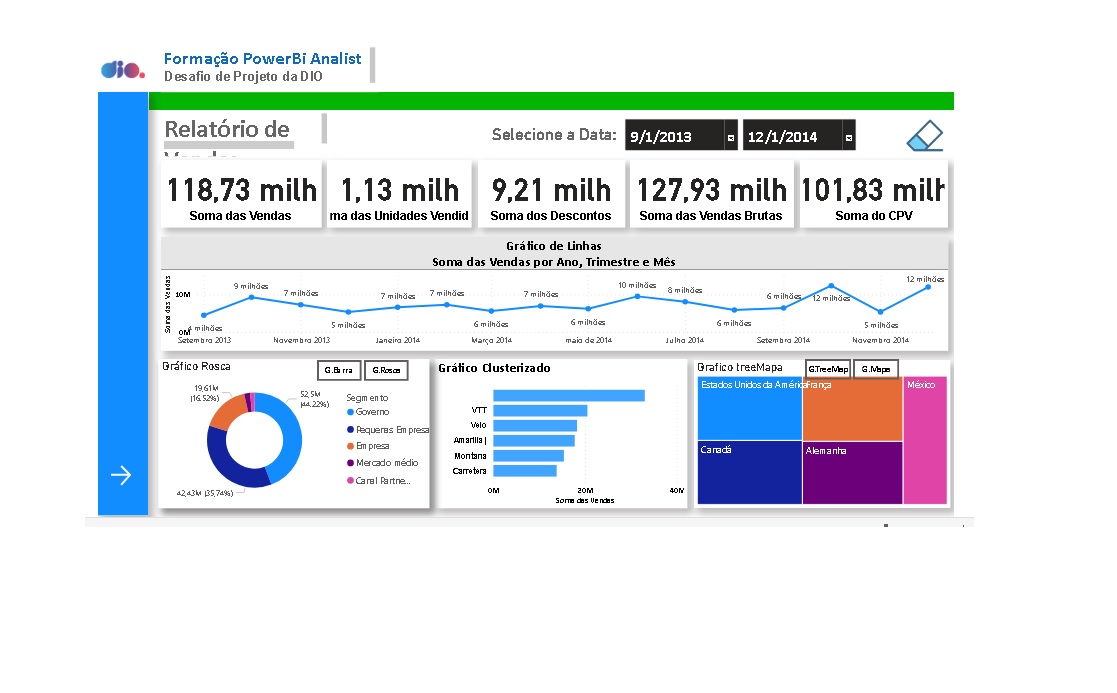 dio.
Formação PowerBi Analist
Desafio de Projeto da DIO
Relatório de
Selecione a Data:
9/1/2013
12/1/2014
118,73 milh
Soma das Vendas
1,13 milh
ma das Unidades Vendid
9,21 milh
Soma dos Descontos
127,93 milh
Soma das Vendas Brutas
101,83 milh
Soma do CPV
Gráfico de Linhas
Soma das Vendas por Ano, Trimestre e Mês
Soma das Vendas
10M
0M
4 milhões
9 milhões
7 milhões
5 milhões
7 milhões
7 milhões
6 milhões
7 milhões
6 milhões
10 milhões
8 milhões
6 milhões
6 milhões
12 milhões
5 milhões
12 milhões
Setembro 2013
Novembro 2013
Janeiro 2014
Março 2014
maio de 2014
Julho 2014
Setembro 2014
Novembro 2014
Gráfico Rosca
G.Barra
G.Rosca
19,61M
(16,52%)
52,5M
(44,22%)
42,43M (35,74%)
Segmento
Governo
Pequenas Empresa
Empresa
Mercado médio
Canal Partne...
Gráfico Clusterizado
VTT
Velo
Amarilla |
Montana
Carretera
0M
20M
40M
Soma das Vendas
Grafico treeMapa
G.TreeMap
G.Mapa
Estados Unidos da América
França
México
Canadá
Alemanha